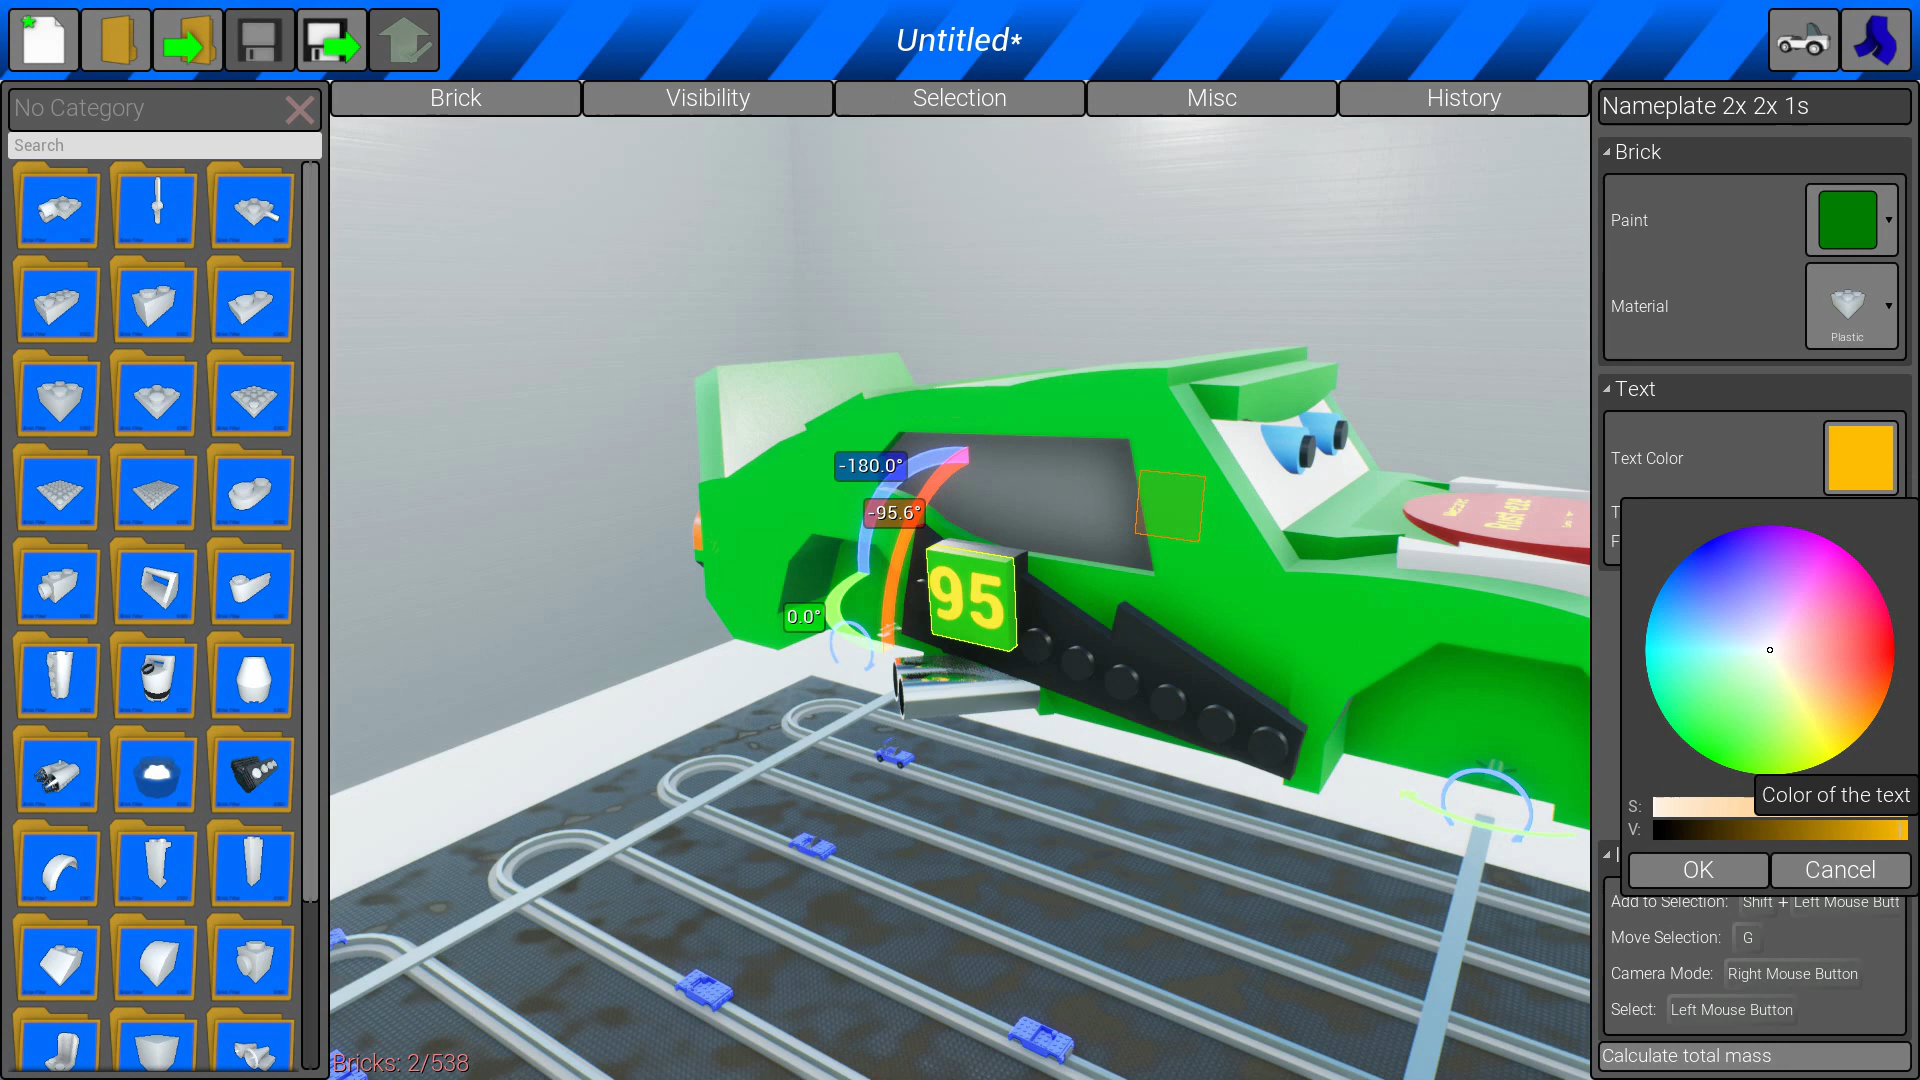 Untitled*
No Category
Search
Brick
Visibility
Selection
Misc
History
Nameplate 2x 2x 1s
Brick
Paint
Material
Plastic
Text
Text Color
T
F
-180.0°
-95.6°
0.0°
95
Rust-eze
Color of the text
S:
V:
OK
Cancel
Add to Selection: Shift + Left Mouse Butt
Move Selection: G
Camera Mode: Right Mouse Button
Select: Left Mouse Button
Calculate total mass
Bricks: 2/538